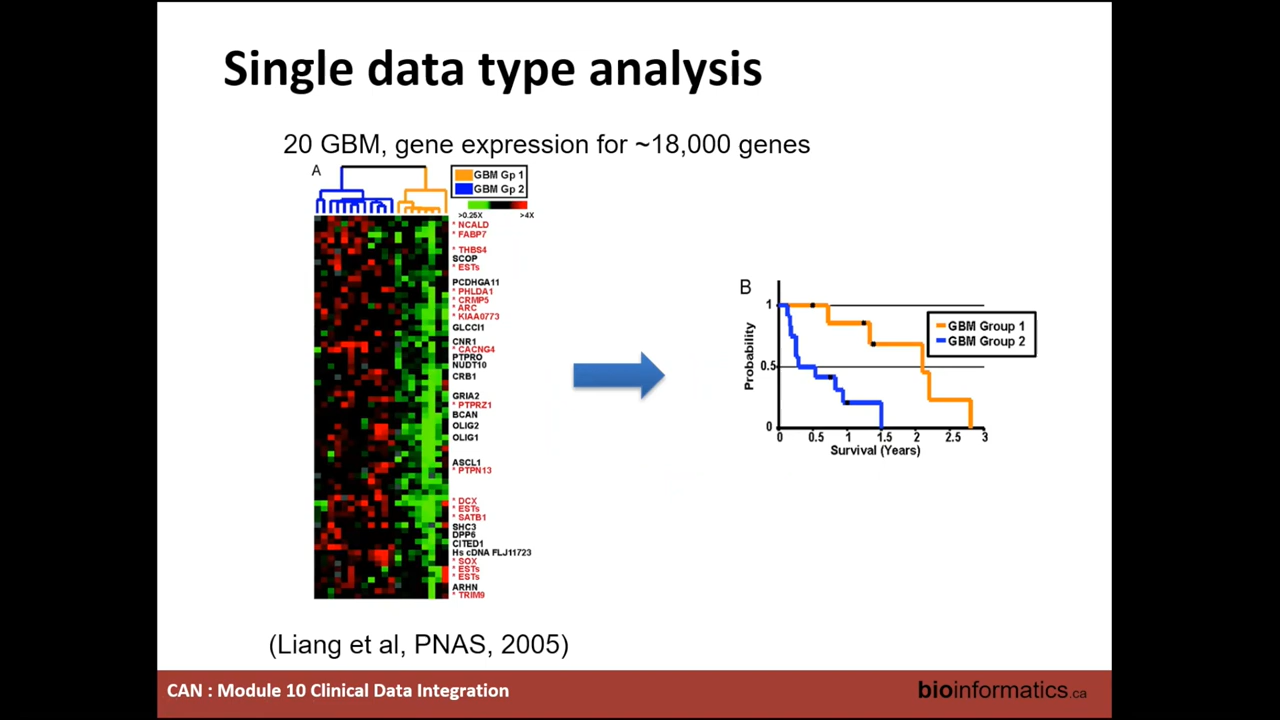 Single data type analysis
20 GBM, gene expression for ~18,000 genes
A
GBM Gp 1
GBM Gp 2
>0.25X >4X
* NCALD
* FABP7
* THBS4
SCOP
* ESTs
PCDHGA11
* PHLDA1
* CRMP5
* ARC
* KIAA0773
GLCCI1
CNR1
* CACNG4
PTPRO
NUDT10
CRB1
GRIA2
* PTPRZ1
BCAN
OLIG2
OLIG1
ASCL1
* PTPN13
* DCX
* ESTs
* SATB1
SHC3
DPP6
CITED1
Hs cDNA FLJ11723
* SOX
* ESTs
* ESTs
ARHN
* TRIM9
B
1
0.5
0
Probability
GBM Group 1
GBM Group 2
0 0.5 1 1.5 2 2.5 3
Survival (Years)
(Liang et al, PNAS, 2005)
CAN : Module 10 Clinical Data Integration
bioinformatics.ca